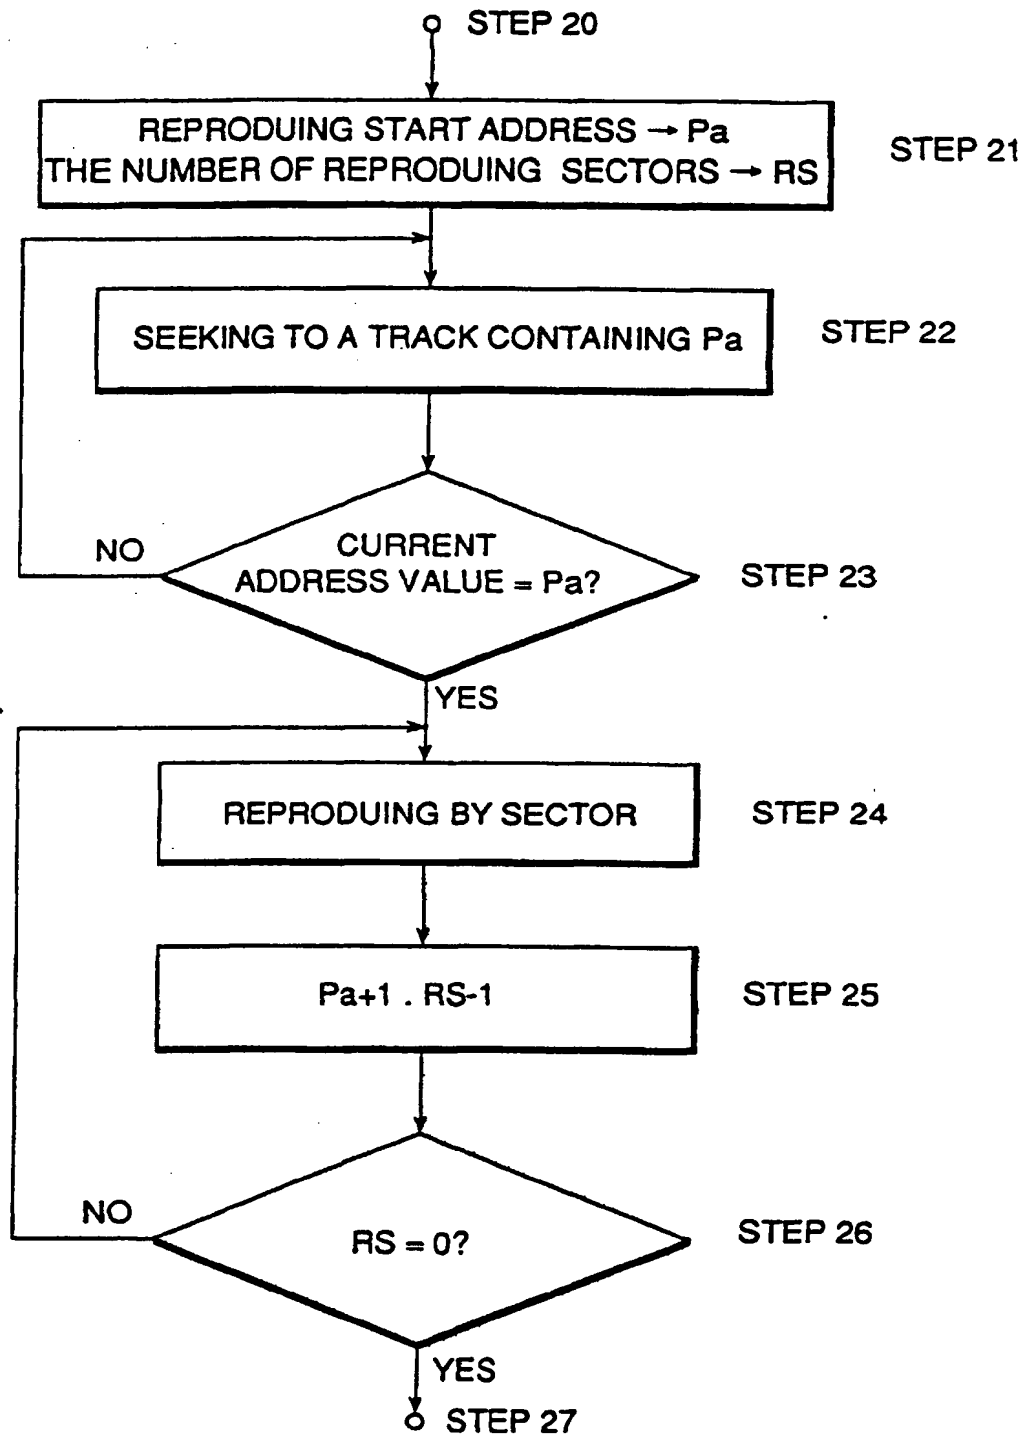 STEP 20
REPRODUING START ADDRESS → Pa
THE NUMBER OF REPRODUING SECTORS → RS
STEP 21
SEEKING TO A TRACK CONTAINING Pa
STEP 22
NO
CURRENT
ADDRESS VALUE = Pa?
STEP 23
YES
REPRODUING BY SECTOR
STEP 24
Pa+1 . RS-1
STEP 25
NO
RS = 0?
STEP 26
YES
STEP 27